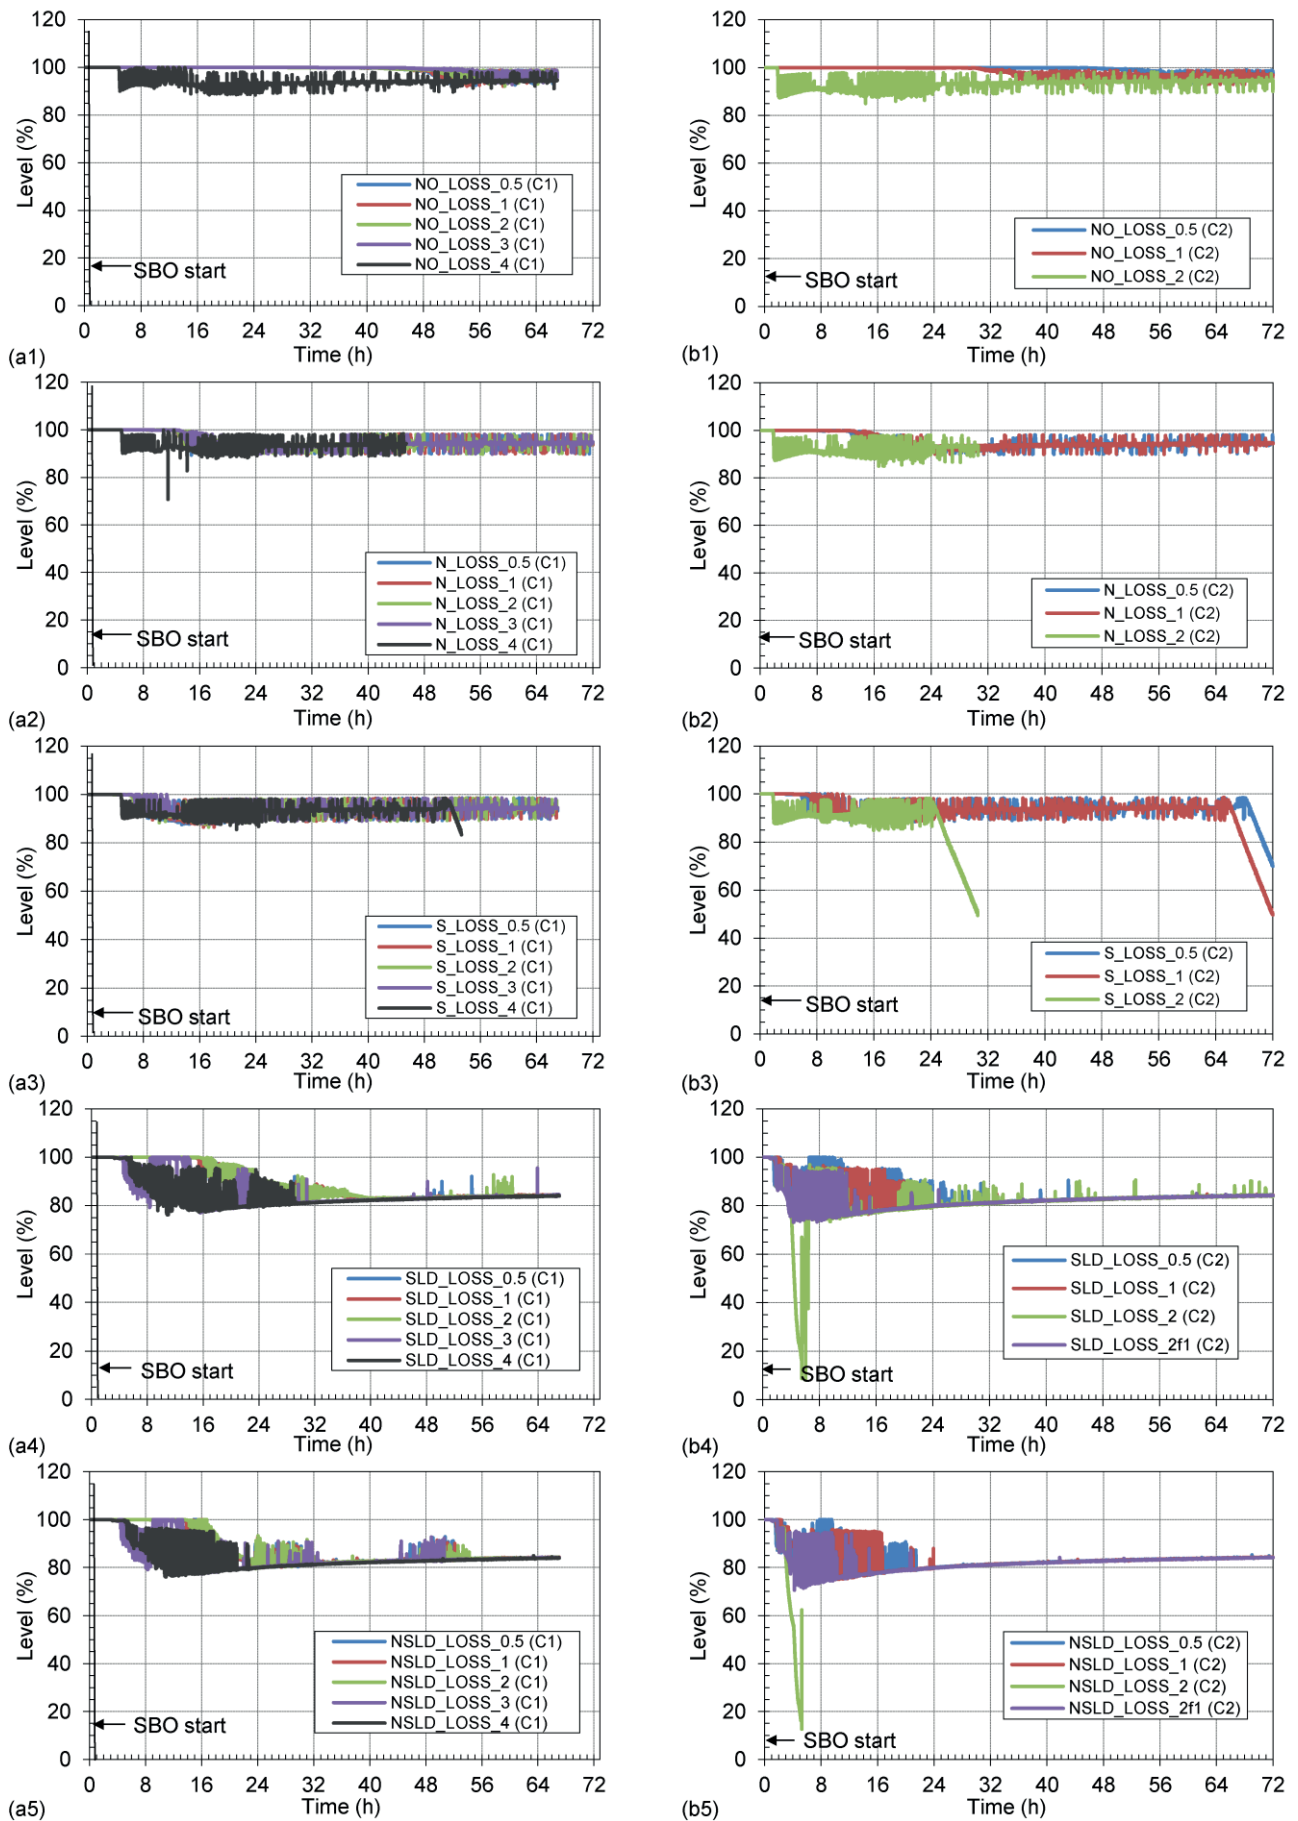 120
100
80
60
40
20
0
Level (%)
NO_LOSS_0.5 (C1)
NO_LOSS_1 (C1)
NO_LOSS_2 (C1)
NO_LOSS_3 (C1)
NO_LOSS_4 (C1)
SBO start
0 8 16 24 32 40 48 56 64 72
Time (h)
(a1)
120
100
80
60
40
20
0
Level (%)
NO_LOSS_0.5 (C2)
NO_LOSS_1 (C2)
NO_LOSS_2 (C2)
SBO start
0 8 16 24 32 40 48 56 64 72
Time (h)
(b1)
120
100
80
60
40
20
0
Level (%)
N_LOSS_0.5 (C1)
N_LOSS_1 (C1)
N_LOSS_2 (C1)
N_LOSS_3 (C1)
N_LOSS_4 (C1)
SBO start
0 8 16 24 32 40 48 56 64 72
Time (h)
(a2)
120
100
80
60
40
20
0
Level (%)
N_LOSS_0.5 (C2)
N_LOSS_1 (C2)
N_LOSS_2 (C2)
SBO start
0 8 16 24 32 40 48 56 64 72
Time (h)
(b2)
120
100
80
60
40
20
0
Level (%)
S_LOSS_0.5 (C1)
S_LOSS_1 (C1)
S_LOSS_2 (C1)
S_LOSS_3 (C1)
S_LOSS_4 (C1)
SBO start
0 8 16 24 32 40 48 56 64 72
Time (h)
(a3)
120
100
80
60
40
20
0
Level (%)
S_LOSS_0.5 (C2)
S_LOSS_1 (C2)
S_LOSS_2 (C2)
SBO start
0 8 16 24 32 40 48 56 64 72
Time (h)
(b3)
120
100
80
60
40
20
0
Level (%)
SLD_LOSS_0.5 (C1)
SLD_LOSS_1 (C1)
SLD_LOSS_2 (C1)
SLD_LOSS_3 (C1)
SLD_LOSS_4 (C1)
SBO start
0 8 16 24 32 40 48 56 64 72
Time (h)
(a4)
120
100
80
60
40
20
0
Level (%)
SLD_LOSS_0.5 (C2)
SLD_LOSS_1 (C2)
SLD_LOSS_2 (C2)
SLD_LOSS_2f1 (C2)
SBO start
0 8 16 24 32 40 48 56 64 72
Time (h)
(b4)
120
100
80
60
40
20
0
Level (%)
NSLD_LOSS_0.5 (C1)
NSLD_LOSS_1 (C1)
NSLD_LOSS_2 (C1)
NSLD_LOSS_3 (C1)
NSLD_LOSS_4 (C1)
SBO start
0 8 16 24 32 40 48 56 64 72
Time (h)
(a5)
120
100
80
60
40
20
0
Level (%)
NSLD_LOSS_0.5 (C2)
NSLD_LOSS_1 (C2)
NSLD_LOSS_2 (C2)
NSLD_LOSS_2f1 (C2)
SBO start
0 8 16 24 32 40 48 56 64 72
Time (h)
(b5)